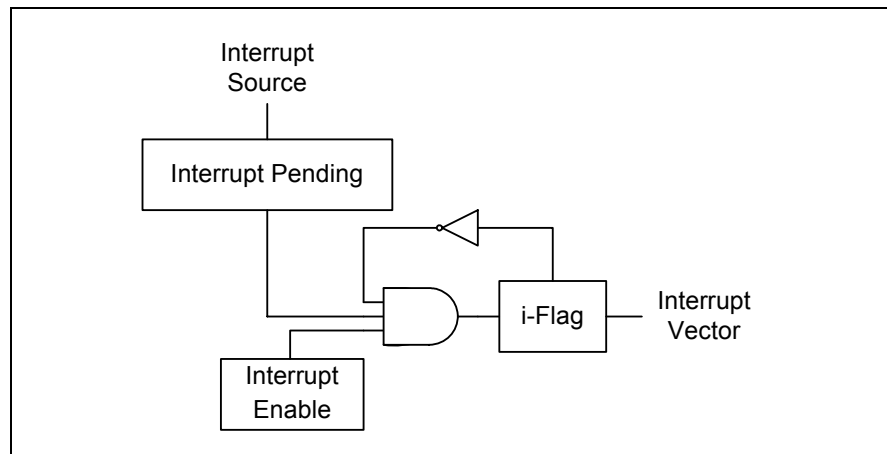 Interrupt
Source
Interrupt Pending
i-Flag
Interrupt
Vector
Interrupt
Enable